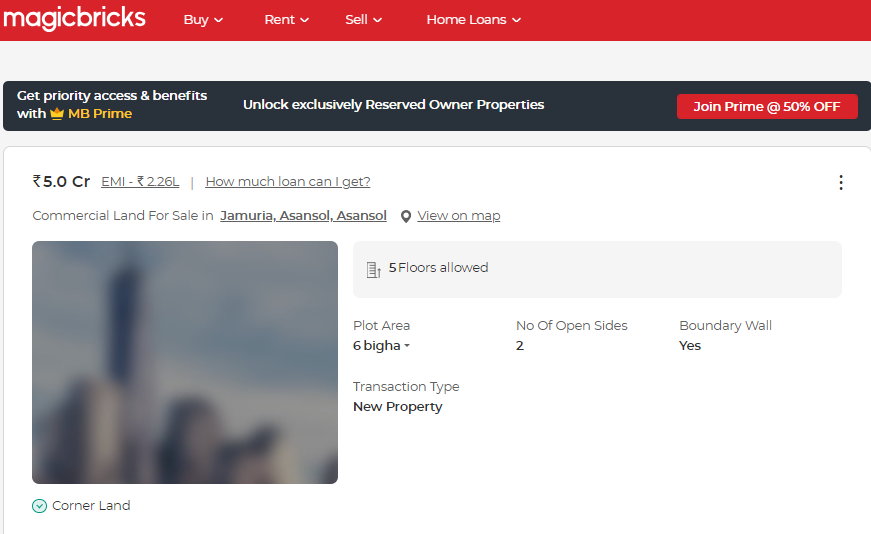 magicbricks
Buy Rent Sell Home Loans
Get priority access & benefits
with MB Prime
Unlock exclusively Reserved Owner Properties
Join Prime @ 50% OFF
₹5.0 Cr EMI - ₹ 2.26L | How much loan can I get?
Commercial Land For Sale in Jamuria, Asansol, Asansol View on map
5 Floors allowed
Plot Area No Of Open Sides Boundary Wall
6 bigha 2 Yes
Transaction Type
New Property
Corner Land